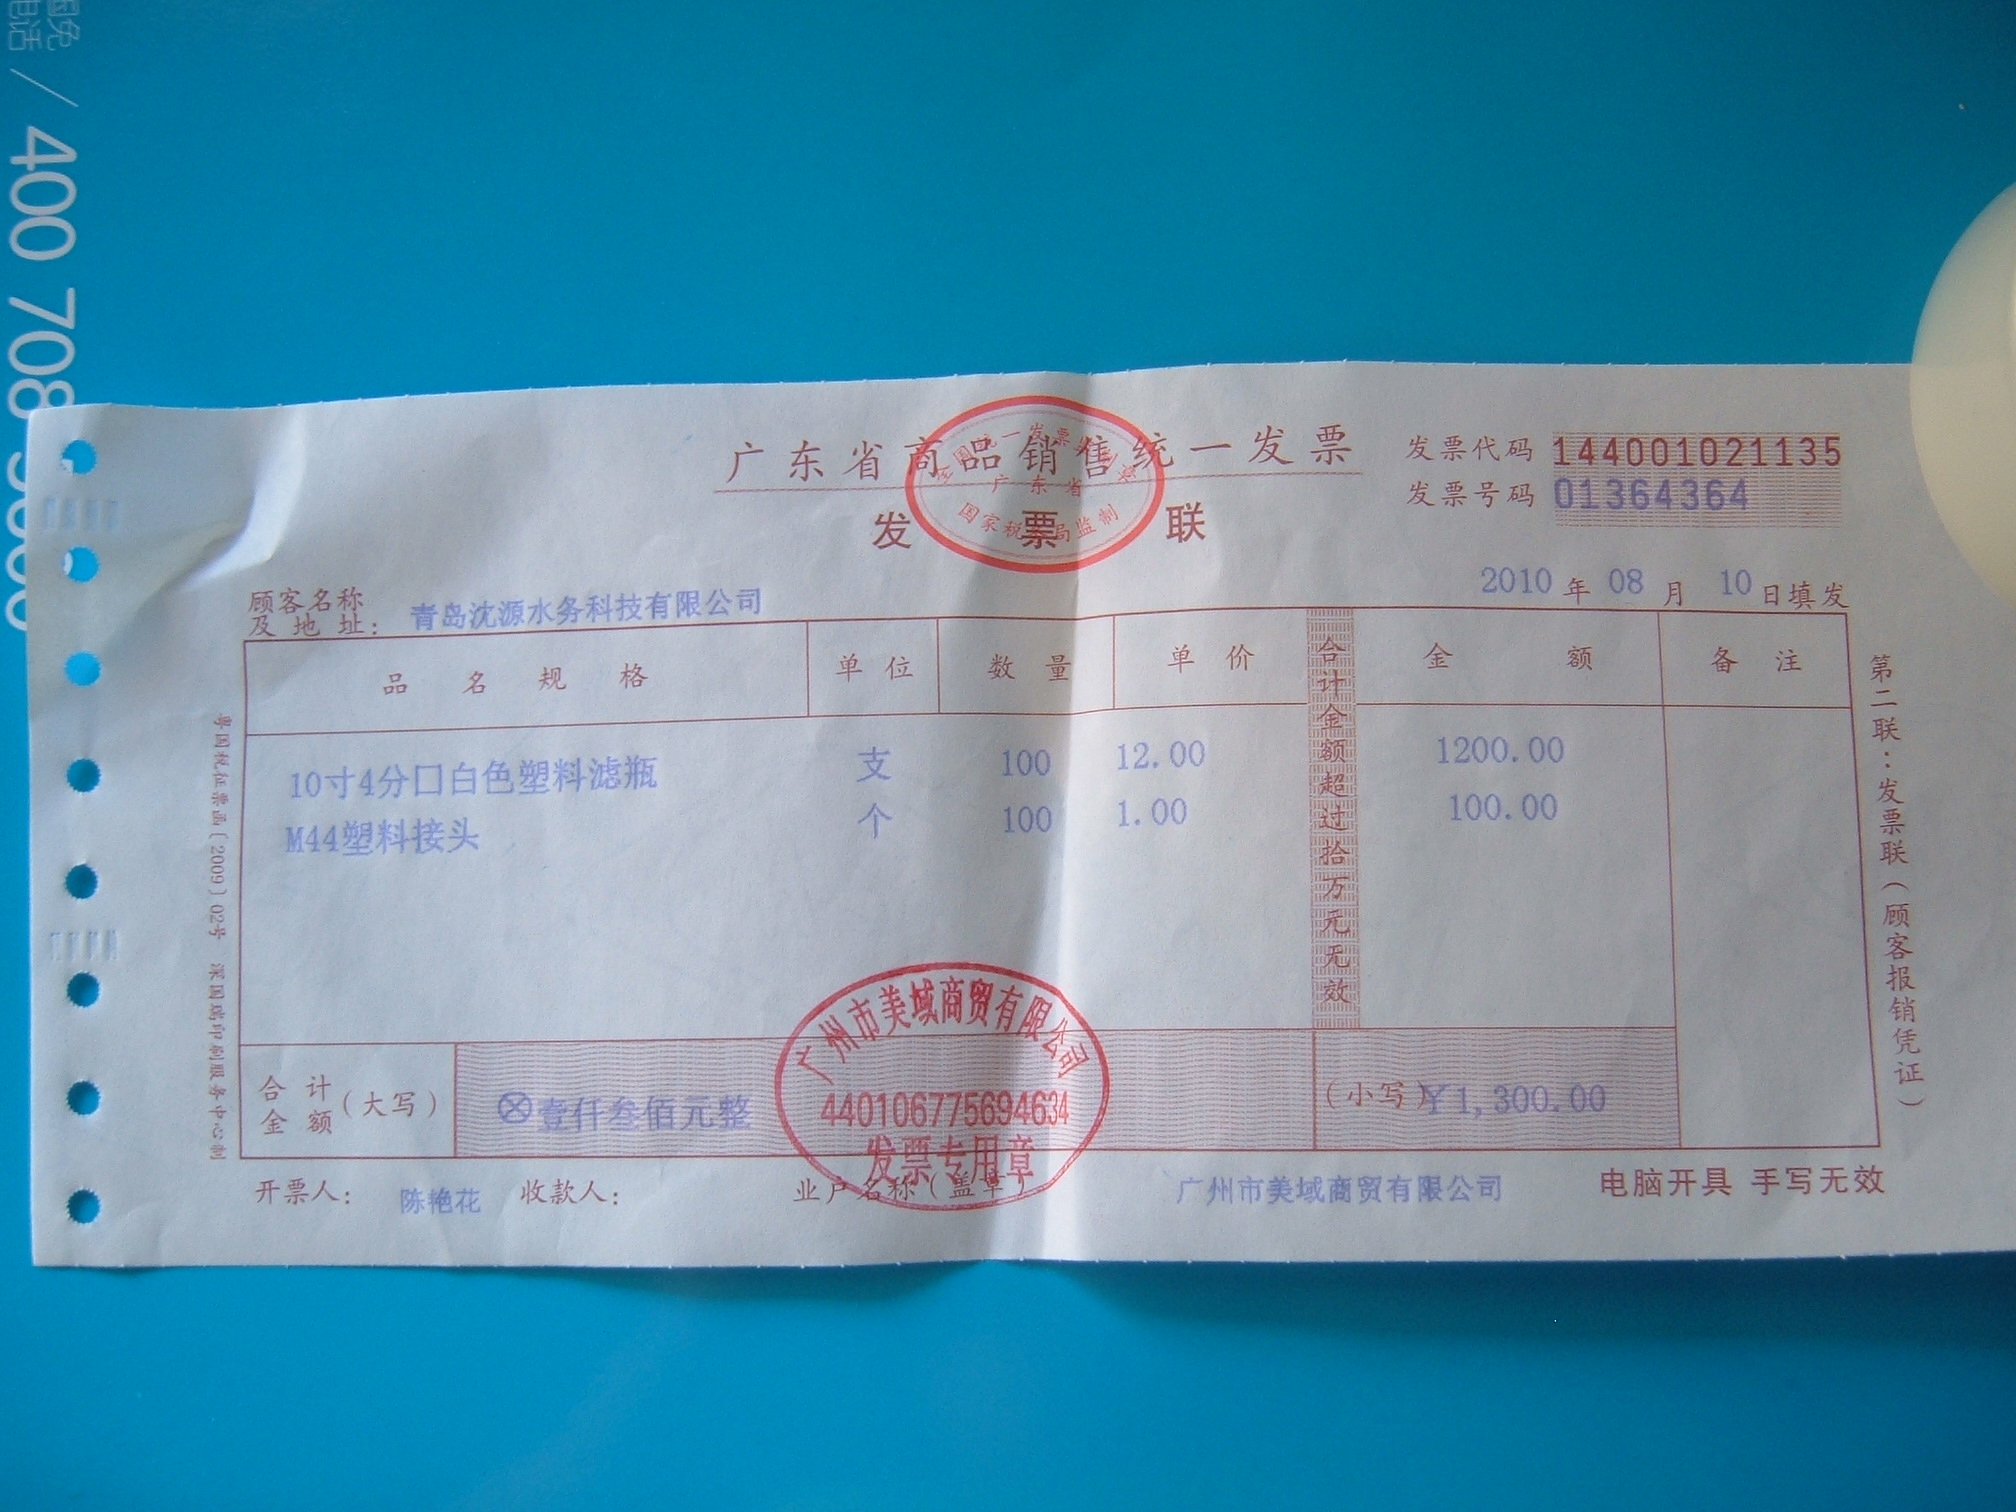 国免
电话 / 400 708
广东省商品销售统一发票
发票联
全国统一发票监制章
广东省
国家税务局监制
发票代码 144001021135
发票号码 01364364
2010 年 08 月 10 日填发
顾客名称
及地址： 青岛沈源水务科技有限公司
品名规格 单位 数量 单价 金额 备注
10寸4分口白色塑料滤瓶 支 100 12.00 1200.00
M44塑料接头 个 100 1.00 100.00
合计金额超过拾万元无效
合计金额（大写） ⊗壹仟叁佰元整 （小写）¥1,300.00
广州市美域商贸有限公司
440106775694634
发票专用章
开票人： 陈艳花 收款人： 业户名称（盖章） 广州市美域商贸有限公司 电脑开具 手写无效
第二联：发票联（顾客报销凭证）